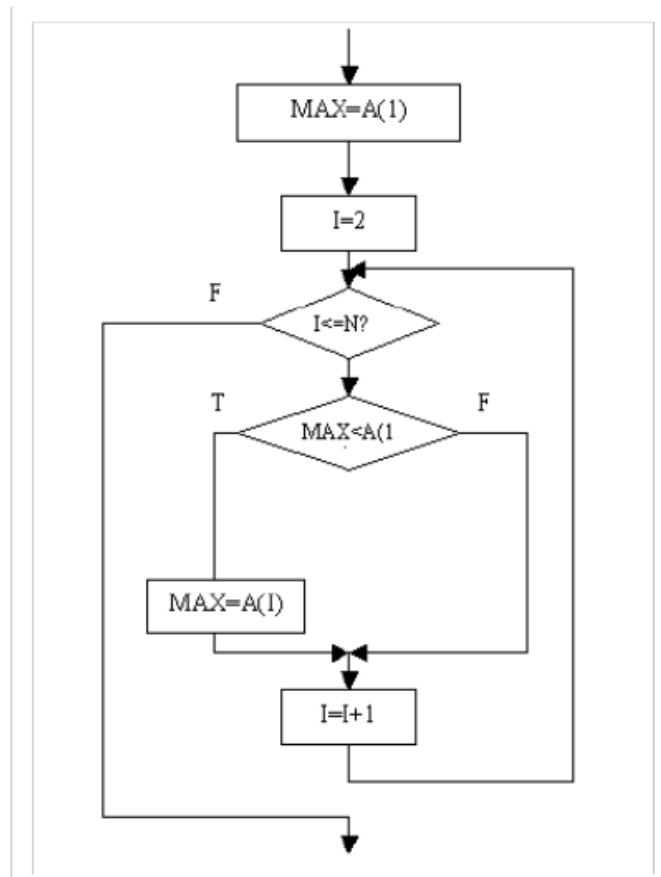 MAX=A(1)
I=2
F
I<=N?
T
F
MAX<A(1
MAX=A(I)
I=I+1